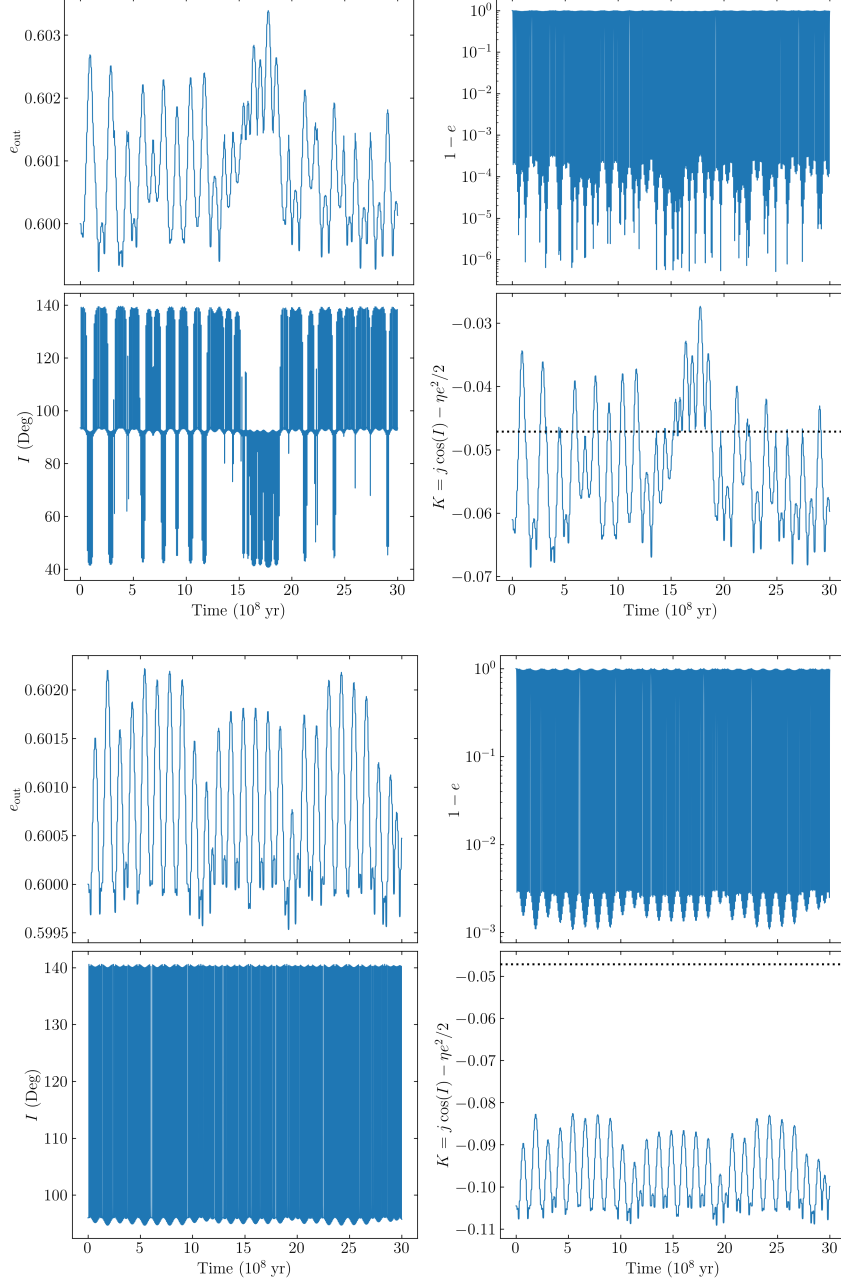 0.603
0.602
0.601
0.600
e_out
10^0
10^−1
10^−2
10^−3
10^−4
10^−5
10^−6
1 − e
140
120
100
80
60
40
I (Deg)
0 5 10 15 20 25 30
Time (10^8 yr)
−0.03
−0.04
−0.05
−0.06
−0.07
K = j cos(I) − ηe^2/2
0 5 10 15 20 25 30
Time (10^8 yr)
0.6020
0.6015
0.6010
0.6005
0.6000
0.5995
e_out
10^0
10^−1
10^−2
10^−3
1 − e
140
130
120
110
100
I (Deg)
0 5 10 15 20 25 30
Time (10^8 yr)
−0.05
−0.06
−0.07
−0.08
−0.09
−0.10
−0.11
K = j cos(I) − ηe^2/2
0 5 10 15 20 25 30
Time (10^8 yr)